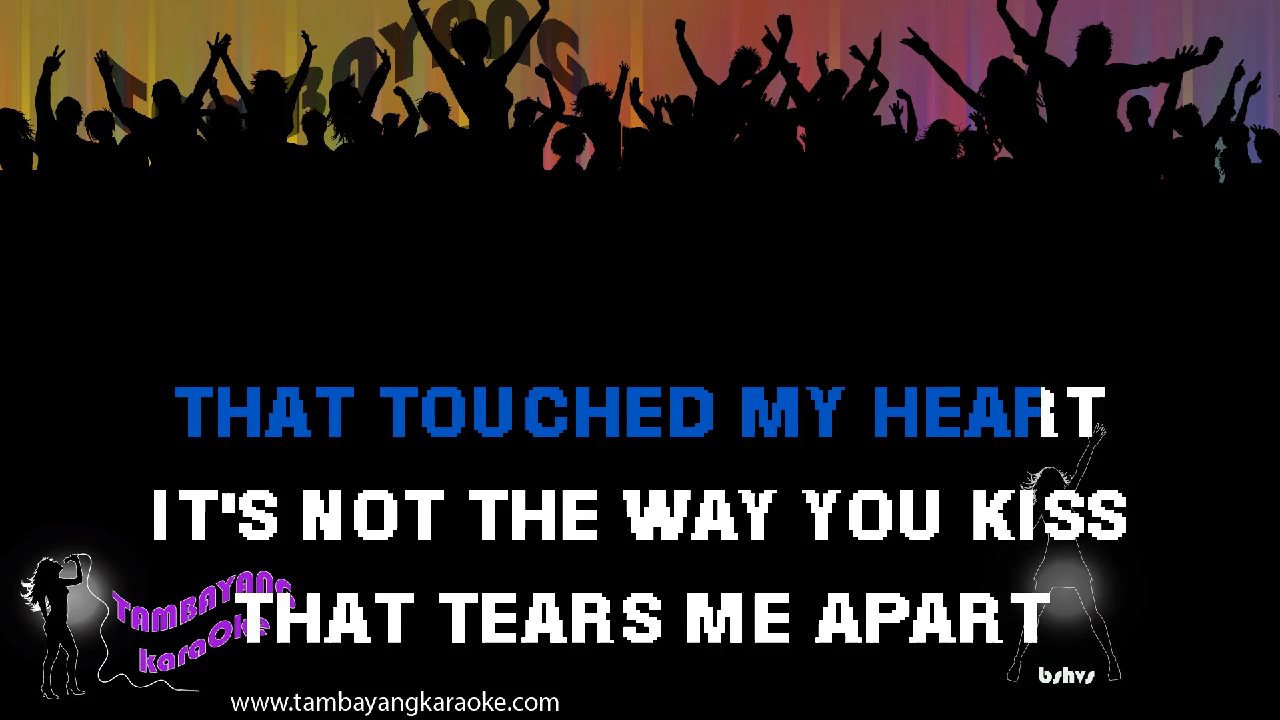 TAMBAYANG
THAT TOUCHED MY HEART
IT'S NOT THE WAY YOU KISS
THAT TEARS ME APART
TAMBAYANG
karaOke
bshvs
www.tambayangkaraoke.com